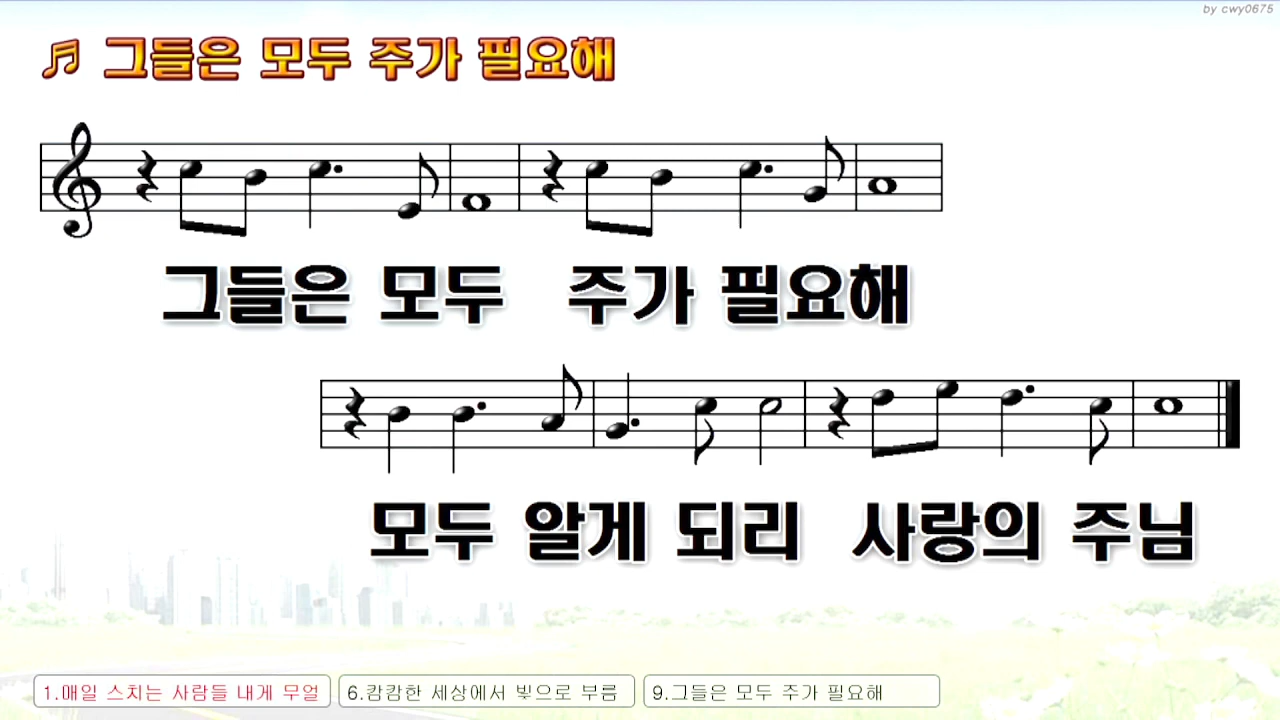 by cwy0675
그들은 모두 주가 필요해
그들은 모두 주가 필요해
모두 알게 되리 사랑의 주님
1.매일 스치는 사람들 내게 무얼
6.캄캄한 세상에서 빛으로 부름
9.그들은 모두 주가 필요해